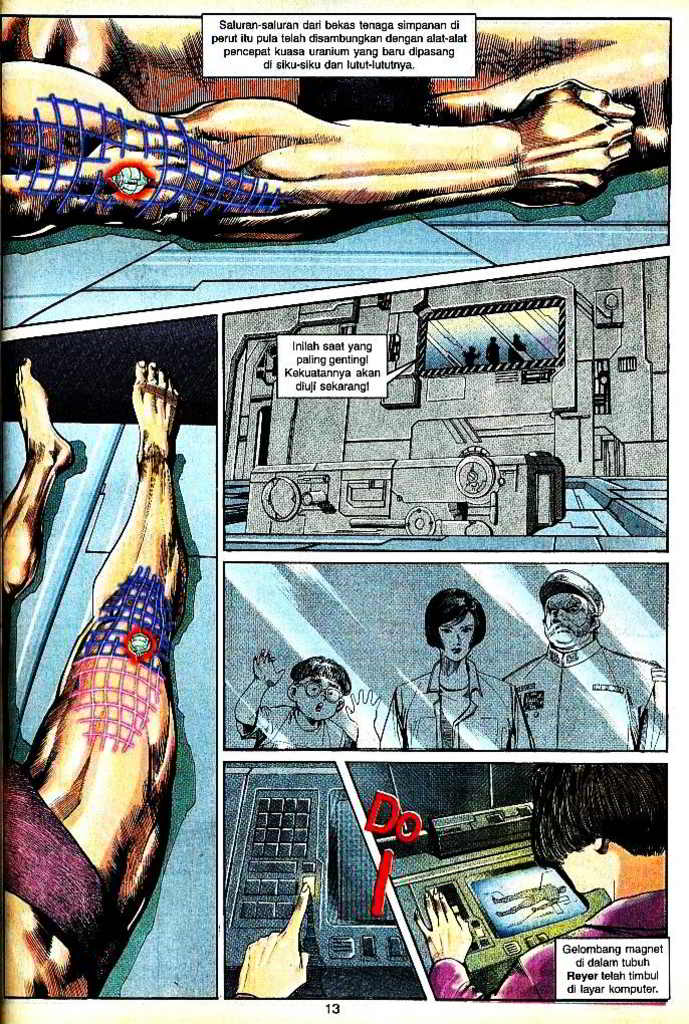 Saluran-saluran dari bekas tenaga simpanan di
perut itu pula telah disambungkan dengan alat-alat
pencepat kuasa uranium yang baru dipasang
di siku-siku dan lutut-lututnya.
Inilah saat yang
paling genting!
Kekuatannya akan
diuji sekarang!
Do
I
Gelombang magnet
di dalam tubuh
Reyer telah timbul
di layar komputer.
13